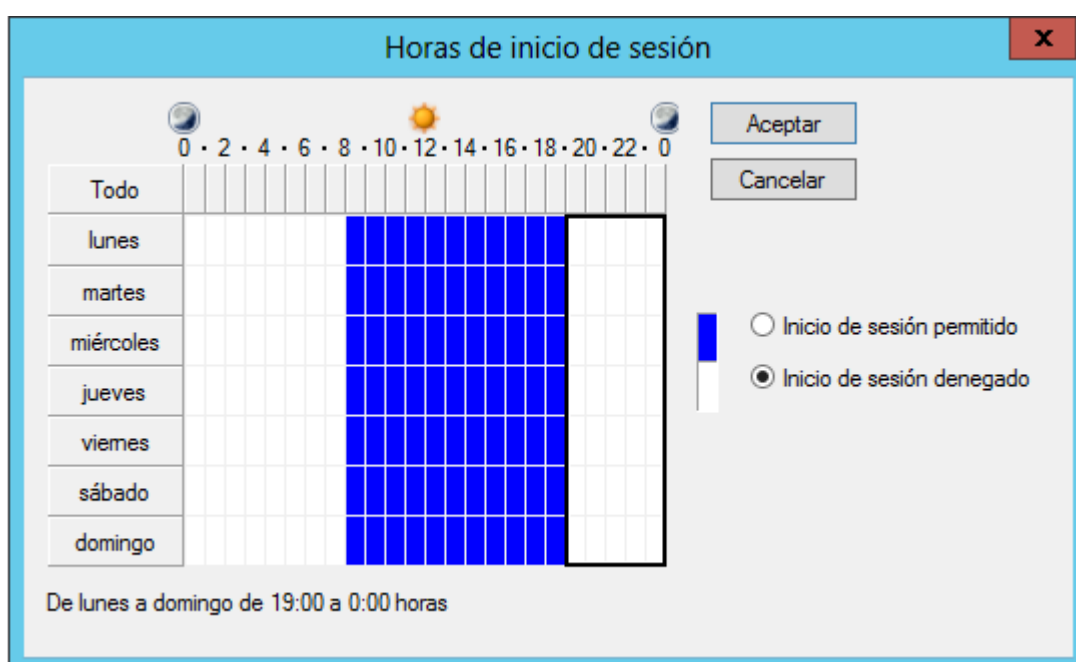 Horas de inicio de sesión
x
0 · 2 · 4 · 6 · 8 · 10 · 12 · 14 · 16 · 18 · 20 · 22 · 0
Aceptar
Cancelar
Todo
lunes
martes
miércoles
jueves
viernes
sábado
domingo
Inicio de sesión permitido
Inicio de sesión denegado
De lunes a domingo de 19:00 a 0:00 horas